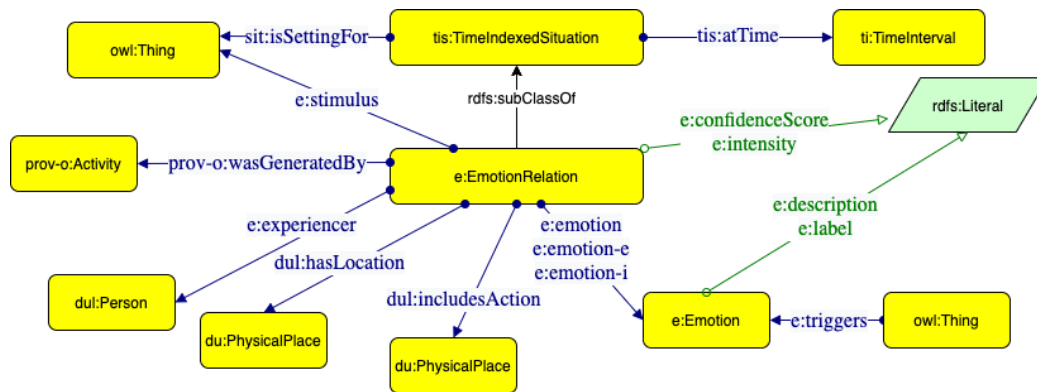 owl:Thing
sit:isSettingFor
tis:TimeIndexedSituation
tis:atTime
ti:TimeInterval
e:stimulus
rdfs:subClassOf
rdfs:Literal
e:confidenceScore
e:intensity
prov-o:Activity
prov-o:wasGeneratedBy
e:EmotionRelation
e:experiencer
e:emotion
e:emotion-e
e:emotion-i
e:description
e:label
dul:hasLocation
dul:includesAction
dul:Person
du:PhysicalPlace
du:PhysicalPlace
e:Emotion
e:triggers
owl:Thing